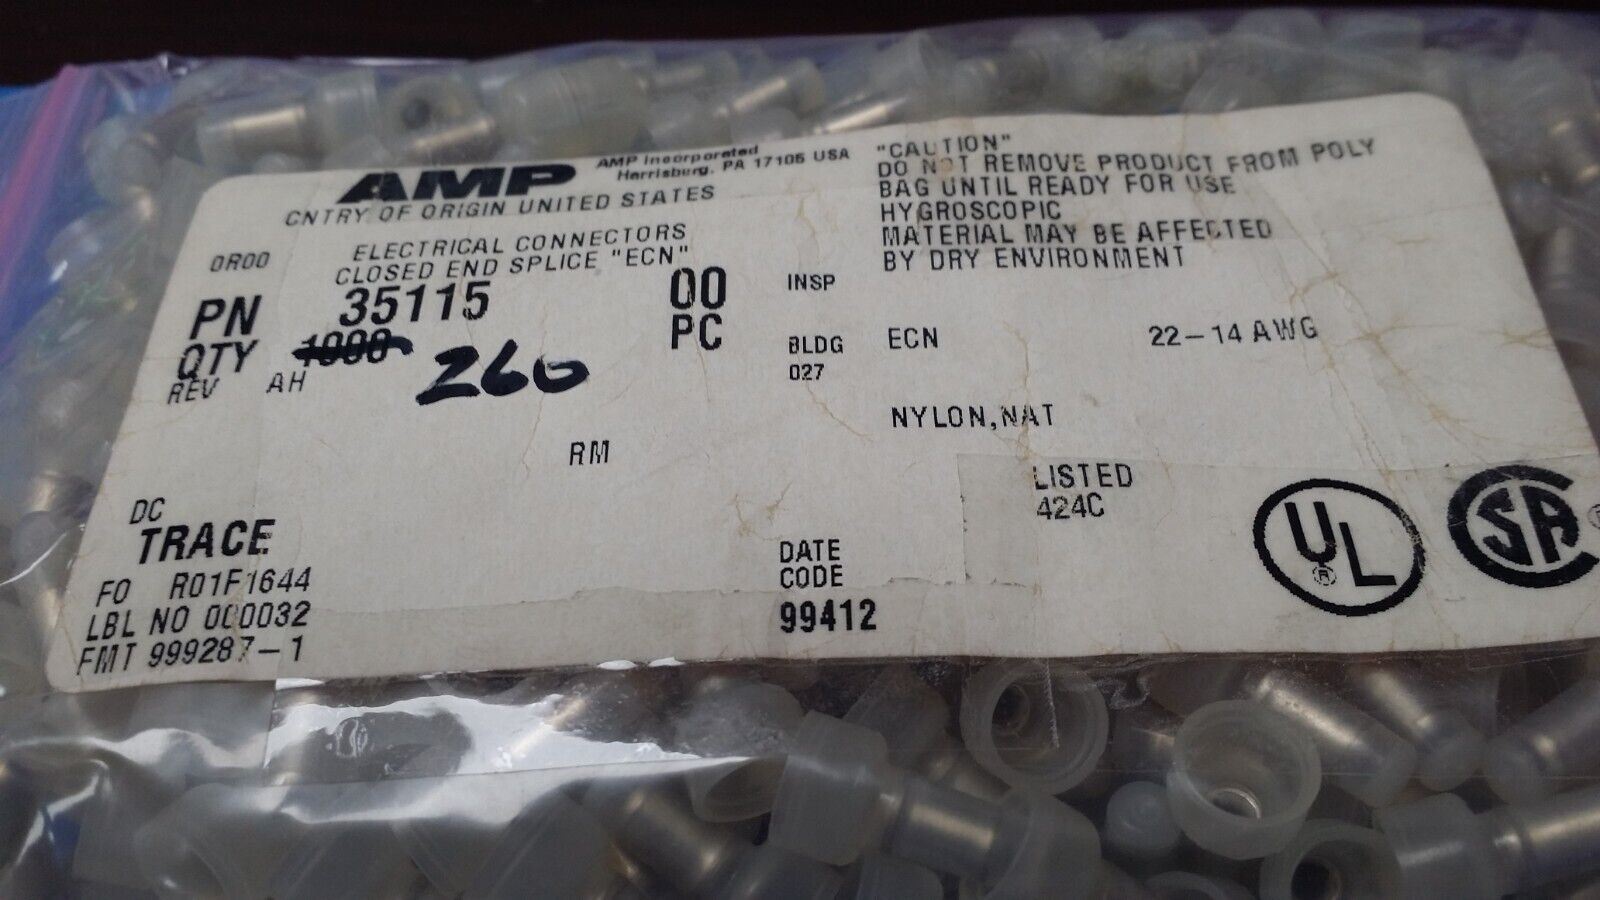 AMP
AMP Incorporated
Harrisburg, PA 17105 USA
CNTRY OF ORIGIN UNITED STATES
"CAUTION"
DO NOT REMOVE PRODUCT FROM POLY
BAG UNTIL READY FOR USE
HYGROSCOPIC
MATERIAL MAY BE AFFECTED
BY DRY ENVIRONMENT
0R00
ELECTRICAL CONNECTORS
CLOSED END SPLICE "ECN"
PN 35115 00
QTY 1000 260 PC
REV AH
RM
INSP
BLDG
027
ECN 22-14 AWG
NYLON,NAT
LISTED
424C
UL
®
SA
®
DC
TRACE
FO R01F1644
LBL NO 000032
FMT 999287-1
DATE
CODE
99412